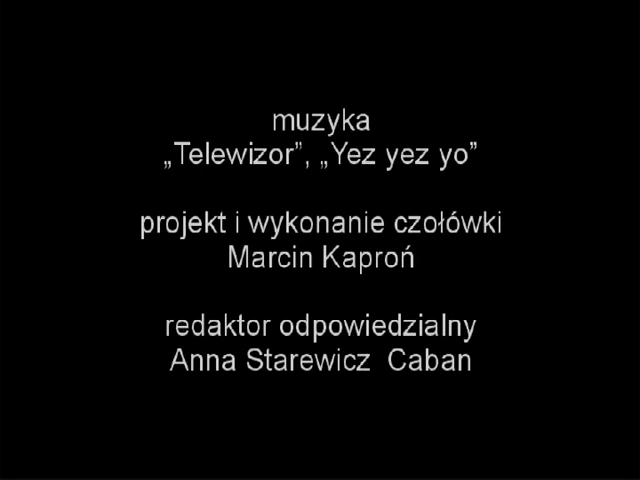 muzyka
„Telewizor”, „Yez yez yo”
projekt i wykonanie czołówki
Marcin Kaproń
redaktor odpowiedzialny
Anna Starewicz  Caban